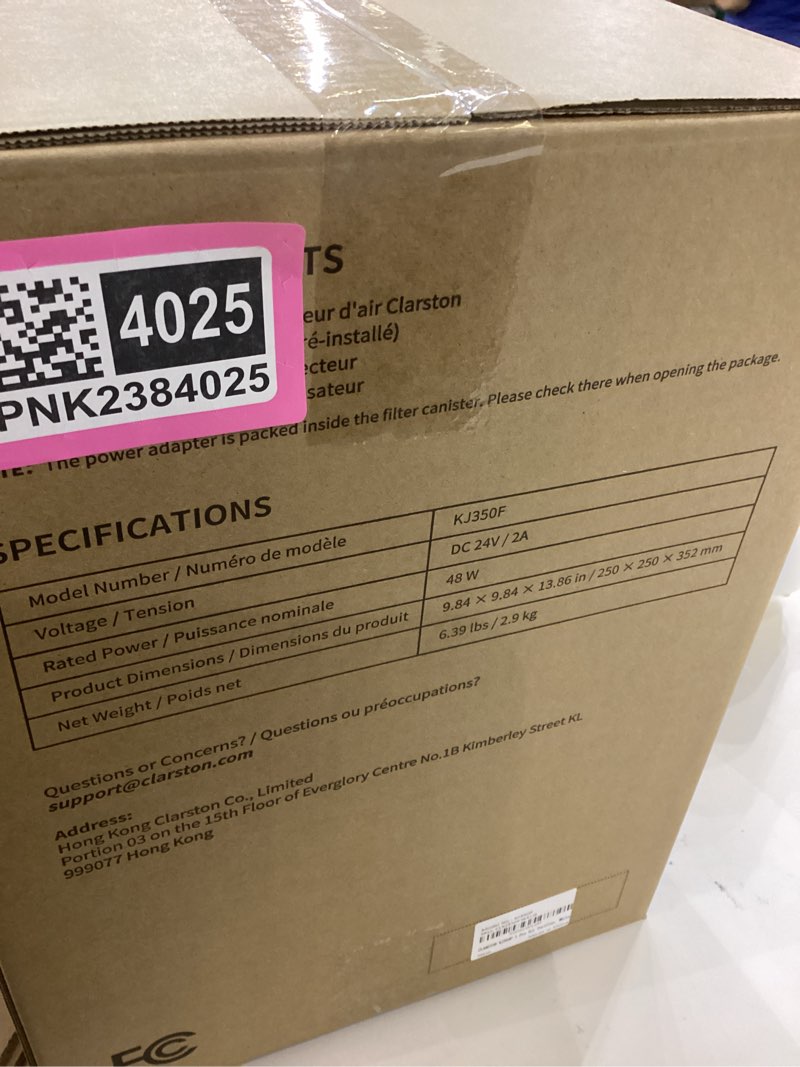 TS
4025
PNK2384025
eur d'air Clarston
é-installé)
cteur
sateur
TE: The power adapter is packed inside the filter canister. Please check there when opening the package.
SPECIFICATIONS
Model Number / Numéro de modèle KJ350F
Voltage / Tension DC 24V / 2A
Rated Power / Puissance nominale 48 W
Product Dimensions / Dimensions du produit 9.84 × 9.84 × 13.86 in / 250 × 250 × 352 mm
Net Weight / Poids net 6.39 lbs / 2.9 kg
Questions or Concerns? / Questions ou préoccupations?
support@clarston.com
Address:
Hong Kong Clarston Co., Limited
Portion 03 on the 15th Floor of Everglory Centre No.1B Kimberley Street KL
999077 Hong Kong
FC